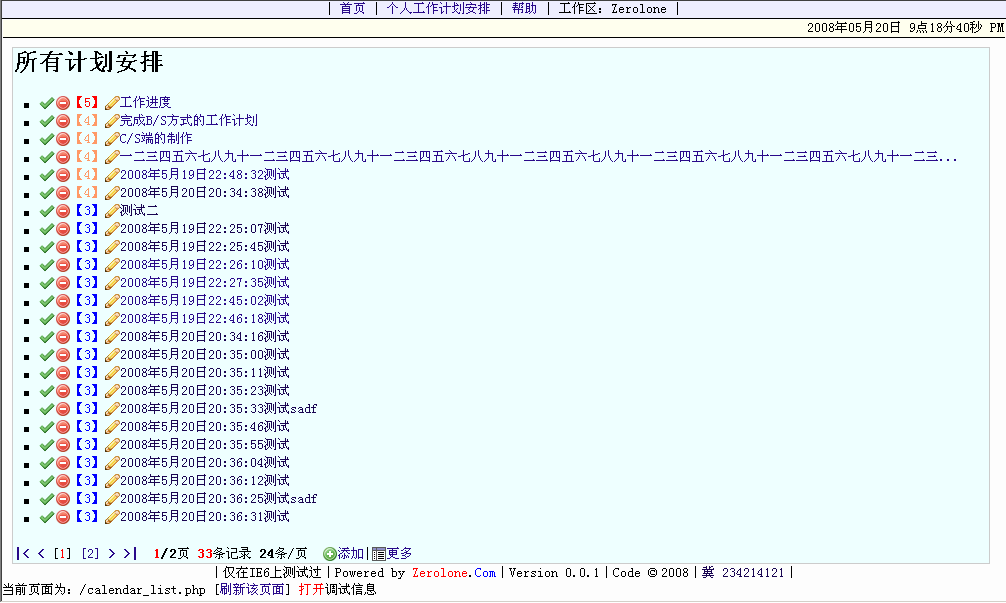 | 首页 | 个人工作计划安排 | 帮助 | 工作区: Zerolone |
2008年05月20日 9点18分40秒 PM
所有计划安排
【5】工作进度
【4】完成B/S方式的工作计划
【4】C/S端的制作
【4】一二三四五六七八九十一二三四五六七八九十一二三四五六七八九十一二三四五六七八九十一二三四五六七八九十一二三四五六七八九十一二三...
【4】2008年5月19日22:48:32测试
【4】2008年5月20日20:34:38测试
【3】测试二
【3】2008年5月19日22:25:07测试
【3】2008年5月19日22:25:45测试
【3】2008年5月19日22:26:10测试
【3】2008年5月19日22:27:35测试
【3】2008年5月19日22:45:02测试
【3】2008年5月19日22:46:18测试
【3】2008年5月20日20:34:16测试
【3】2008年5月20日20:35:00测试
【3】2008年5月20日20:35:11测试
【3】2008年5月20日20:35:23测试
【3】2008年5月20日20:35:33测试sadf
【3】2008年5月20日20:35:46测试
【3】2008年5月20日20:35:55测试
【3】2008年5月20日20:36:04测试
【3】2008年5月20日20:36:12测试
【3】2008年5月20日20:36:25测试sadf
【3】2008年5月20日20:36:31测试
|< < [1] [2] > >| 1/2页 33条记录 24条/页 添加|更多
|仅在IE6上测试过|Powered by Zerolone.Com|Version 0.0.1|Code ©2008|冀 234214121|
当前页面为: /calendar_list.php [刷新该页面] 打开调试信息